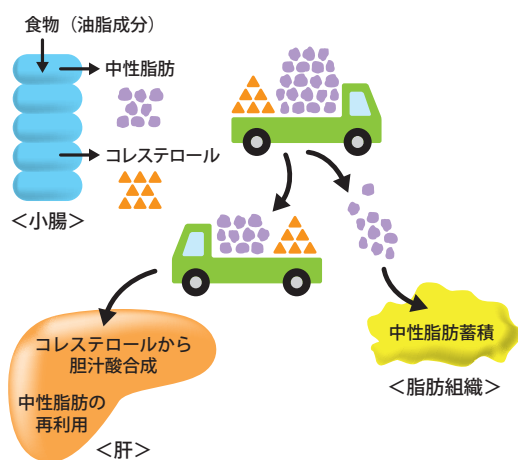 食物（油脂成分）
中性脂肪
コレステロール
＜小腸＞
コレステロールから
胆汁酸合成
中性脂肪の
再利用
＜肝＞
中性脂肪蓄積
＜脂肪組織＞